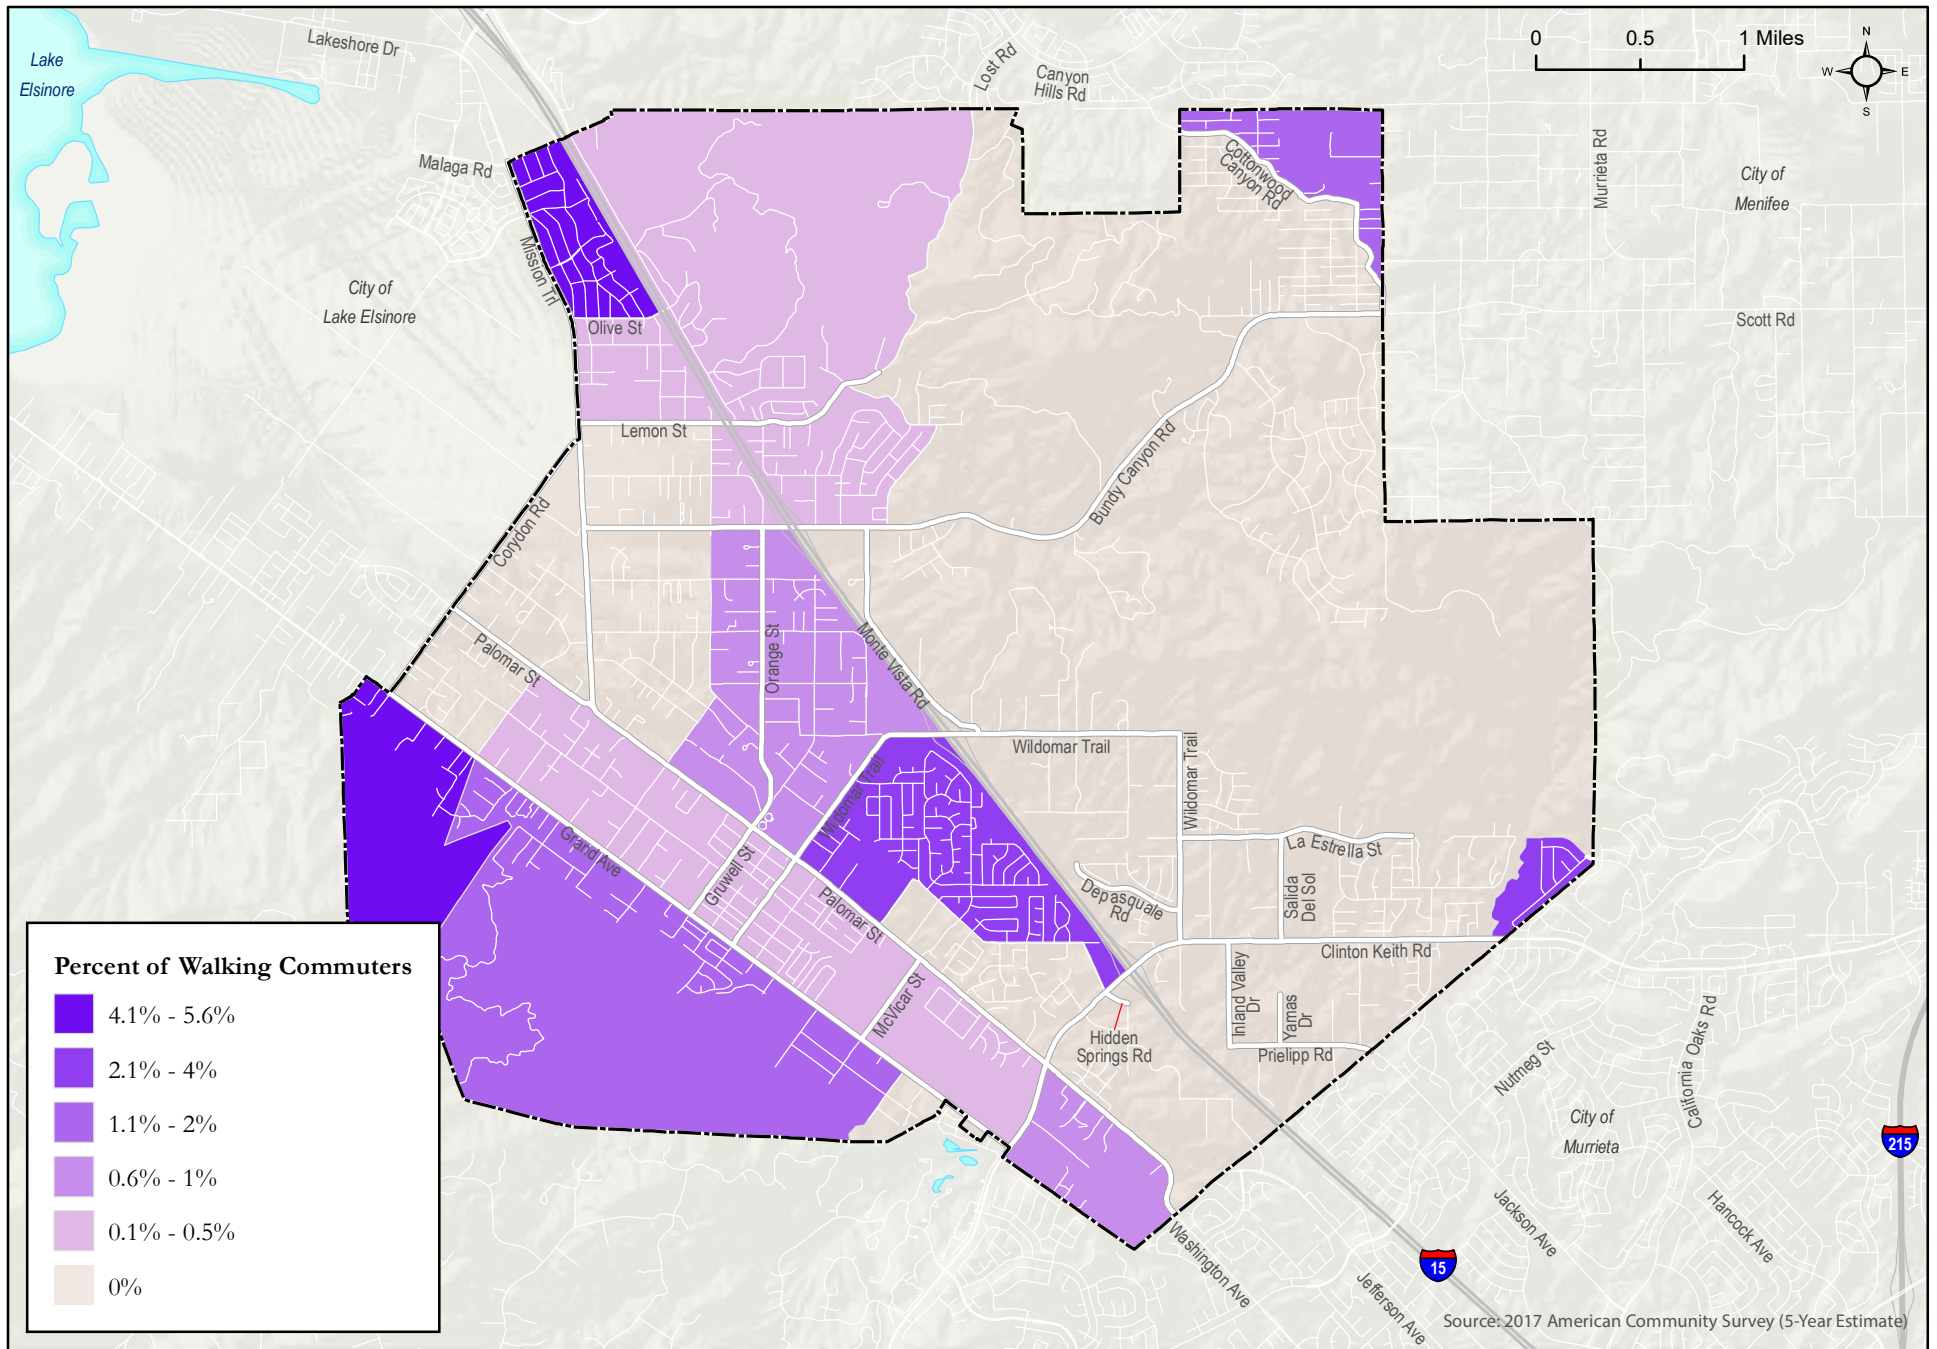 Lake
Elsinore
Lakeshore Dr
Malaga Rd
Mission Trl
City of
Lake Elsinore
Lost Rd
Canyon
Hills Rd
0 0.5 1 Miles
N
W E
S
Cottonwood
Canyon Rd
Murrieta Rd
City of
Menifee
Scott Rd
Olive St
Lemon St
Corydon Rd
Bundy Canyon Rd
Palomar St
Orange St
Monte Vista Rd
Wildomar Trail
Wildomar Trail
Wildomar Trail
Grand Ave
Gruwell St
Palomar St
McVicar St
Depasquale
Rd
La Estrella St
Salida
Del Sol
Clinton Keith Rd
Inland Valley
Dr
Yamas
Dr
Prielipp Rd
Hidden
Springs Rd
Nutmeg St
California Oaks Rd
City of
Murrieta
Jackson Ave
Hancock Ave
Washington Ave
Jefferson Ave
215
15
Percent of Walking Commuters
4.1% - 5.6%
2.1% - 4%
1.1% - 2%
0.6% - 1%
0.1% - 0.5%
0%
Source: 2017 American Community Survey (5-Year Estimate)